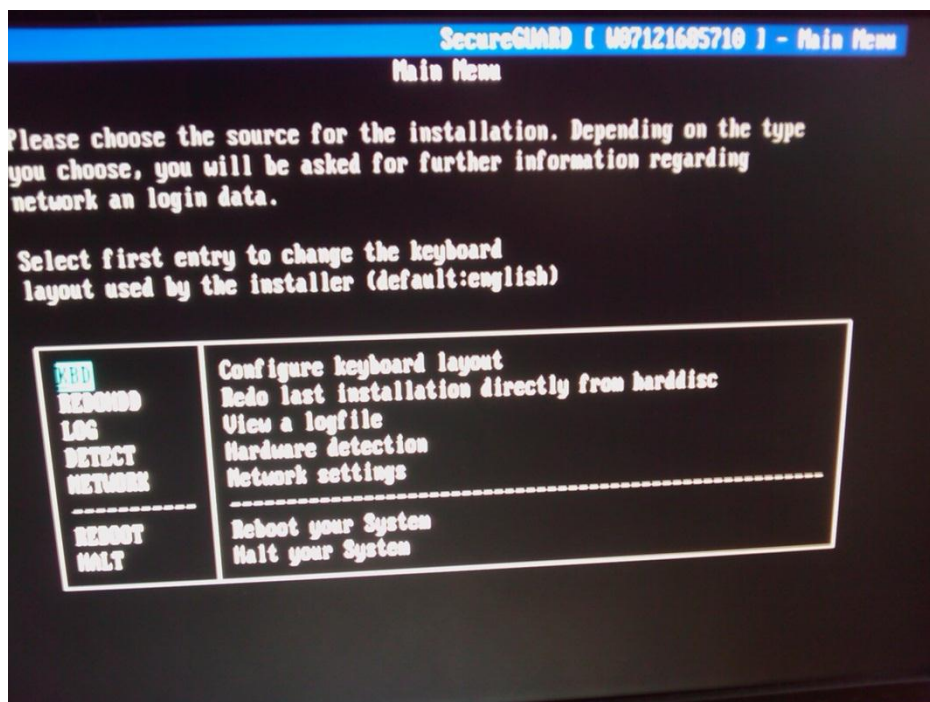 SecureGUARD [ W07121605710 ] - Main Menu
Main Menu
Please choose the source for the installation. Depending on the type
you choose, you will be asked for further information regarding
network an login data.
Select first entry to change the keyboard
layout used by the installer (default:english)
KBD Configure keyboard layout
REDOHDD Redo last installation directly from harddisc
LOG View a logfile
DETECT Hardware detection
NETWORK Network settings
REBOOT Reboot your System
HALT Halt your System